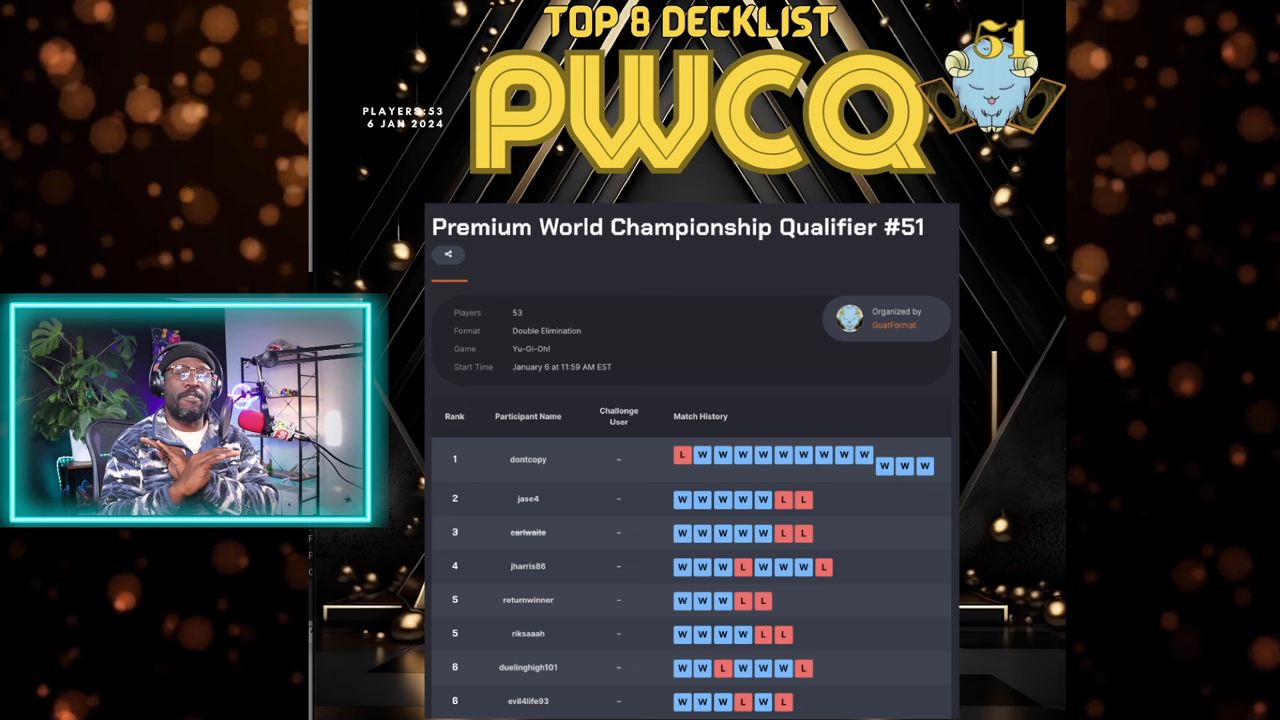 TOP 8 DECKLIST
51
PLAYERS:53
6 JAN 2024
PWCQ
Premium World Championship Qualifier #51
Players 53
Format Double Elimination
Game Yu-Gi-Oh!
Start Time January 6 at 11:59 AM EST
Organized by
GoatFormat
Rank Participant Name Challonge User Match History
1 dontcopy – L W W W W W W W W W W W W
2 jase4 – W W W W W L L
3 carlwaite – W W W W W L L
4 jharris86 – W W W L W W W L
5 returnwinner – W W W L L
5 riksaaah – W W W W L L
6 duelinghigh101 – W W L W W W L
6 evil4life93 – W W W L W L